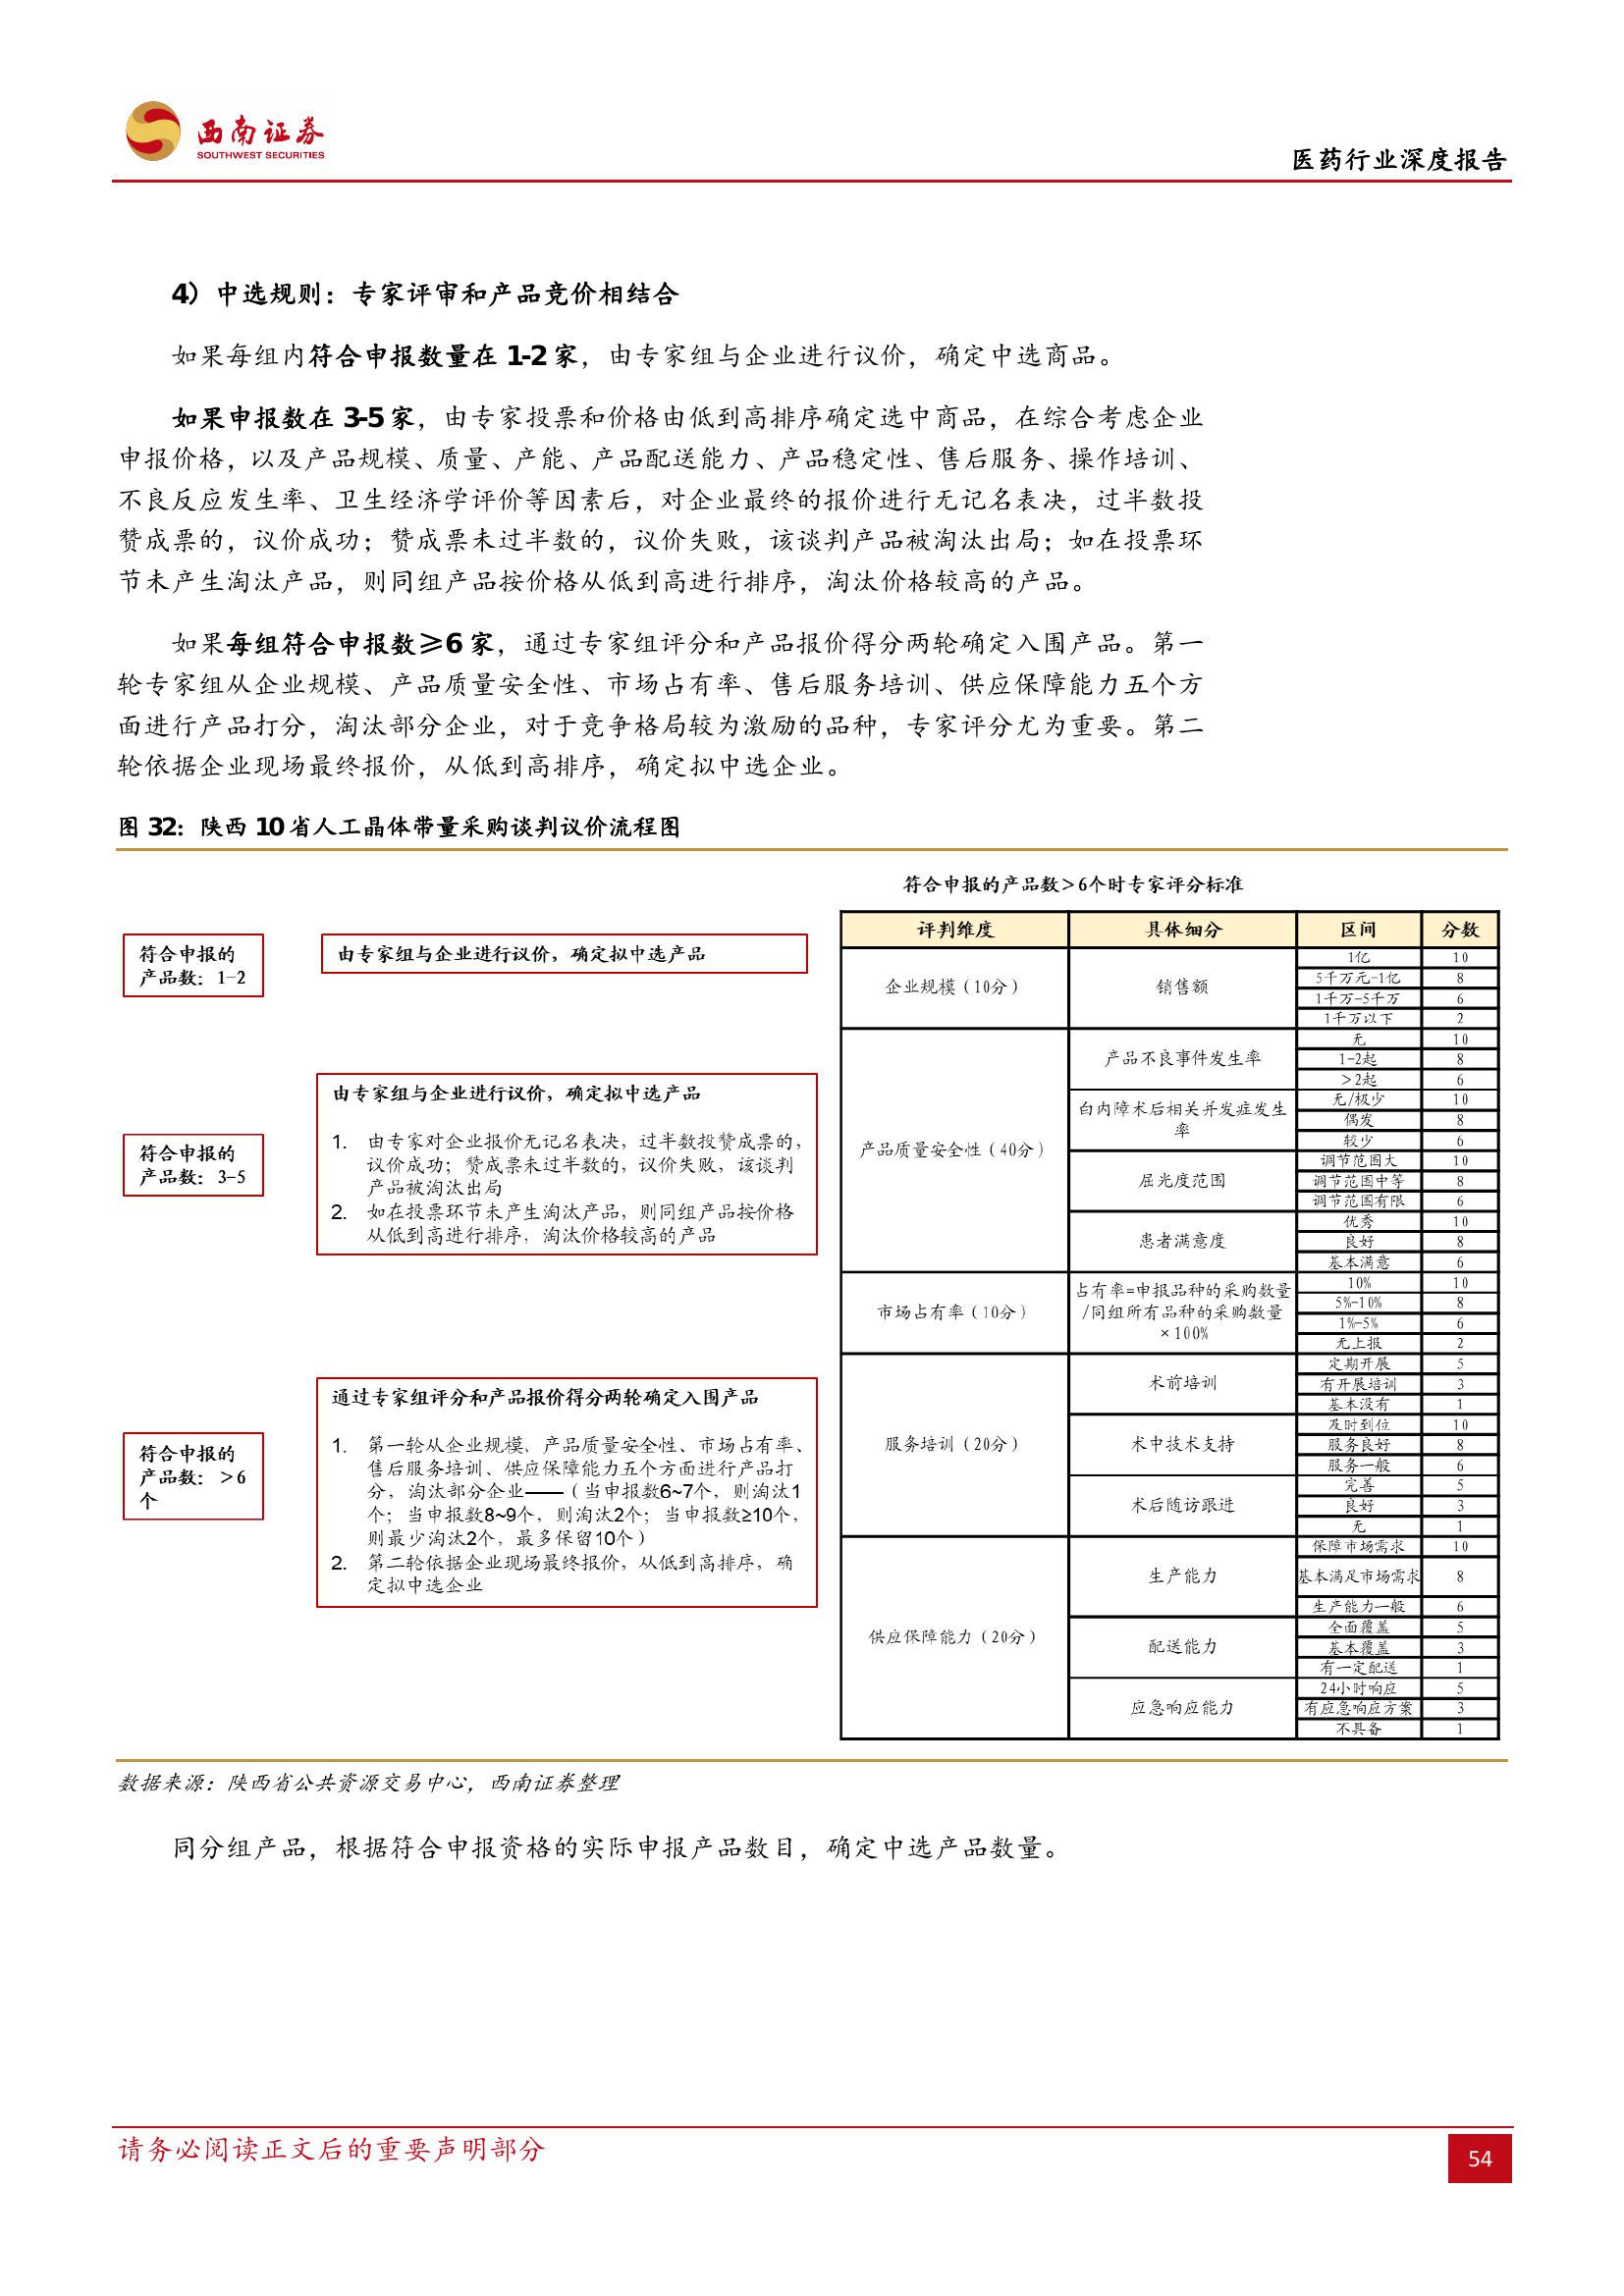 西南证券
SOUTHWEST SECURITIES
医药行业深度报告
4）中选规则：专家评审和产品竞价相结合
如果每组内符合申报数量在 1-2 家，由专家组与企业进行议价，确定中选商品。
如果申报数在 3-5 家，由专家投票和价格由低到高排序确定选中商品，在综合考虑企业
申报价格，以及产品规模、质量、产能、产品配送能力、产品稳定性、售后服务、操作培训、
不良反应发生率、卫生经济学评价等因素后，对企业最终的报价进行无记名表决，过半数投
赞成票的，议价成功；赞成票未过半数的，议价失败，该谈判产品被淘汰出局；如在投票环
节未产生淘汰产品，则同组产品按价格从低到高进行排序，淘汰价格较高的产品。
如果每组符合申报数≥6 家，通过专家组评分和产品报价得分两轮确定入围产品。第一
轮专家组从企业规模、产品质量安全性、市场占有率、售后服务培训、供应保障能力五个方
面进行产品打分，淘汰部分企业，对于竞争格局较为激励的品种，专家评分尤为重要。第二
轮依据企业现场最终报价，从低到高排序，确定拟中选企业。
图 32：陕西 10 省人工晶体带量采购谈判议价流程图
符合申报的
产品数：1-2
由专家组与企业进行议价，确定拟中选产品
符合申报的
产品数：3-5
由专家组与企业进行议价，确定拟中选产品
1. 由专家对企业报价无记名表决，过半数投赞成票的，
议价成功；赞成票未过半数的，议价失败，该谈判
产品被淘汰出局
2. 如在投票环节未产生淘汰产品，则同组产品按价格
从低到高进行排序，淘汰价格较高的产品
符合申报的
产品数：>6
个
通过专家组评分和产品报价得分两轮确定入围产品
1. 第一轮从企业规模、产品质量安全性、市场占有率、
售后服务培训、供应保障能力五个方面进行产品打
分，淘汰部分企业——（当申报数6~7个，则淘汰1
个；当申报数8~9个，则淘汰2个；当申报数≥10个，
则最少淘汰2个，最多保留10个）
2. 第二轮依据企业现场最终报价，从低到高排序，确
定拟中选企业
符合申报的产品数>6个时专家评分标准
评判维度 具体细分 区间 分数
企业规模（10分） 销售额 1亿 10
5千万元-1亿 8
1千万-5千万 6
1千万以下 2
产品质量安全性（40分） 产品不良事件发生率 无 10
1-2起 8
>2起 6
白内障术后相关并发症发生
率
无/极少 10
偶发 8
较少 6
屈光度范围 调节范围大 10
调节范围中等 8
调节范围有限 6
患者满意度 优秀 10
良好 8
基本满意 6
市场占有率（10分） 占有率=申报品种的采购数量
/同组所有品种的采购数量
×100%
10% 10
5%-10% 8
1%-5% 6
无上报 2
服务培训（20分） 术前培训 定期开展 5
有开展培训 3
基本没有 1
术中技术支持 及时到位 10
服务良好 8
服务一般 6
术后随访跟进 完善 5
良好 3
无 1
供应保障能力（20分） 生产能力 保障市场需求 10
基本满足市场需求 8
生产能力一般 6
配送能力 全面覆盖 5
基本覆盖 3
有一定配送 1
应急响应能力 24小时响应 5
有应急响应方案 3
不具备 1
数据来源：陕西省公共资源交易中心，西南证券整理
同分组产品，根据符合申报资格的实际申报产品数目，确定中选产品数量。
请务必阅读正文后的重要声明部分
54